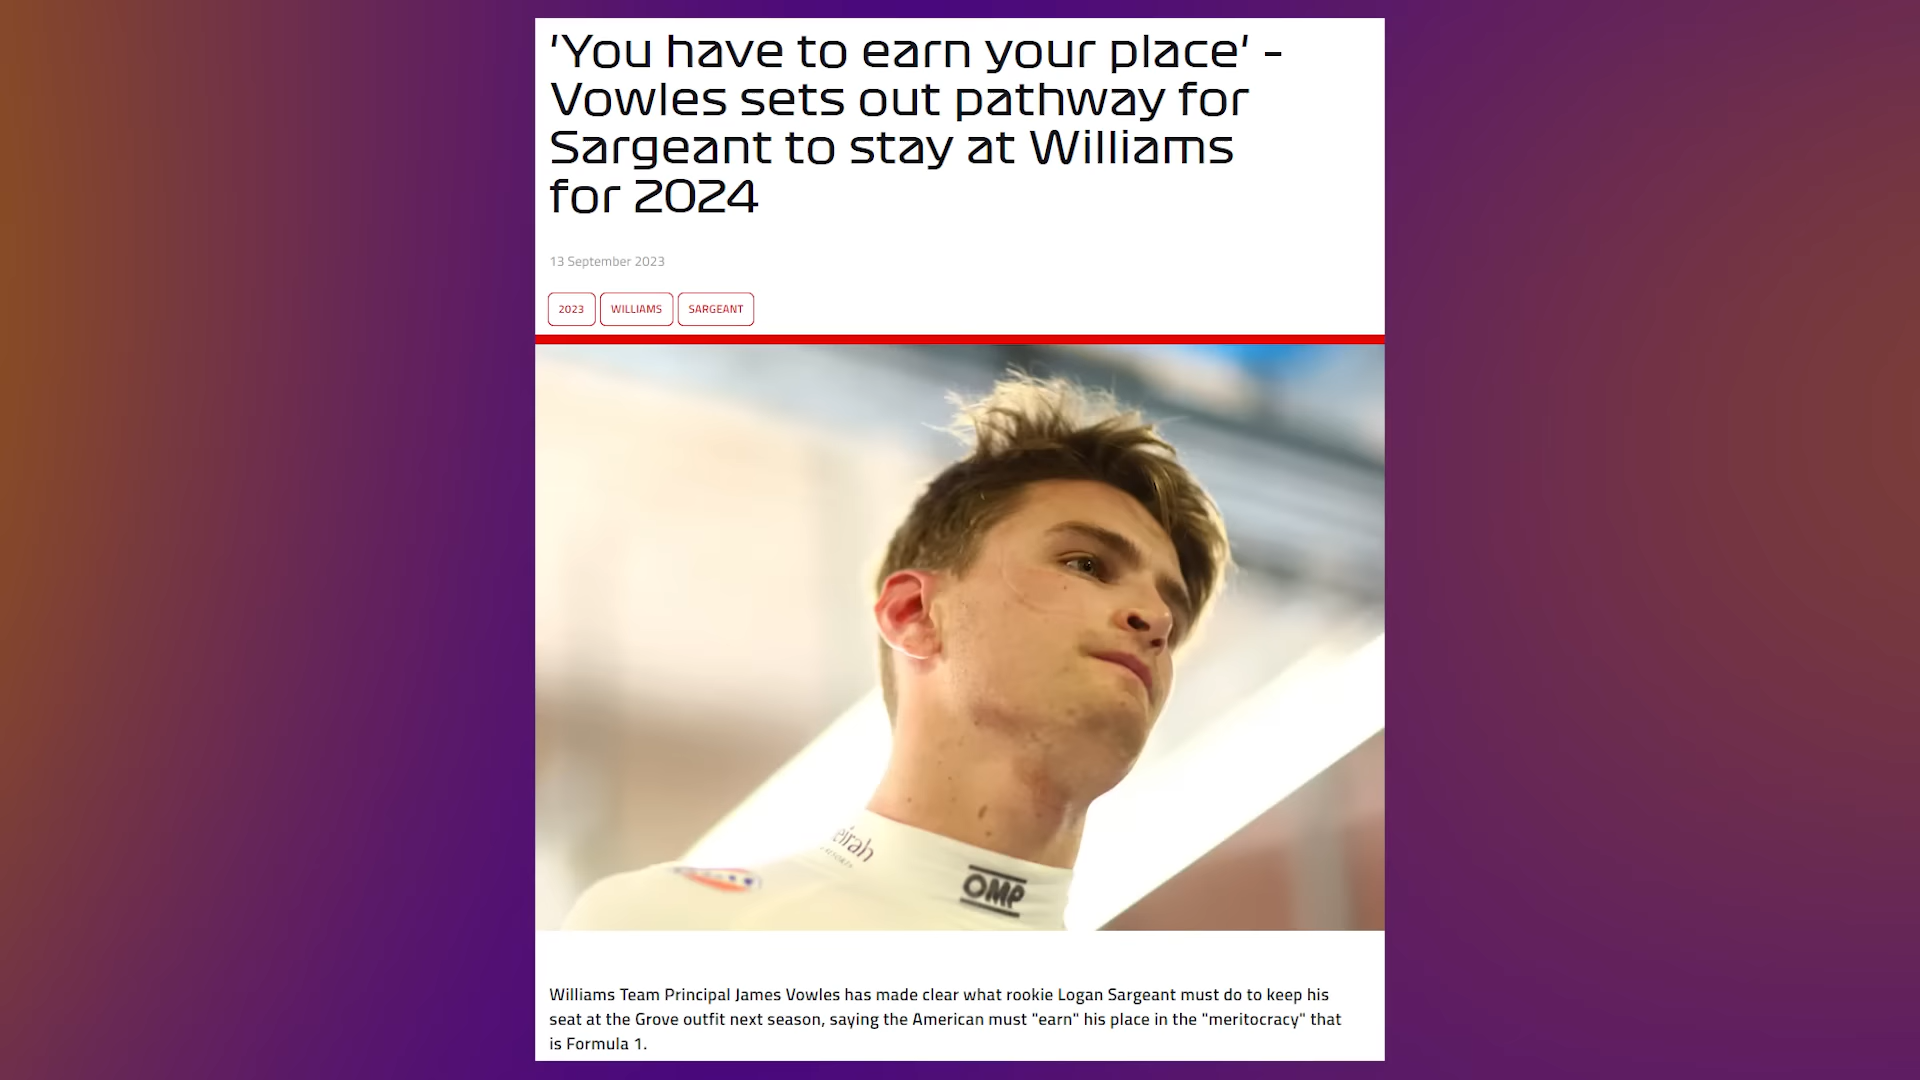 'You have to earn your place' –
Vowles sets out pathway for
Sargeant to stay at Williams
for 2024
13 September 2023
2023 WILLIAMS SARGEANT
eirah
OMP
Williams Team Principal James Vowles has made clear what rookie Logan Sargeant must do to keep his
seat at the Grove outfit next season, saying the American must "earn" his place in the "meritocracy" that
is Formula 1.